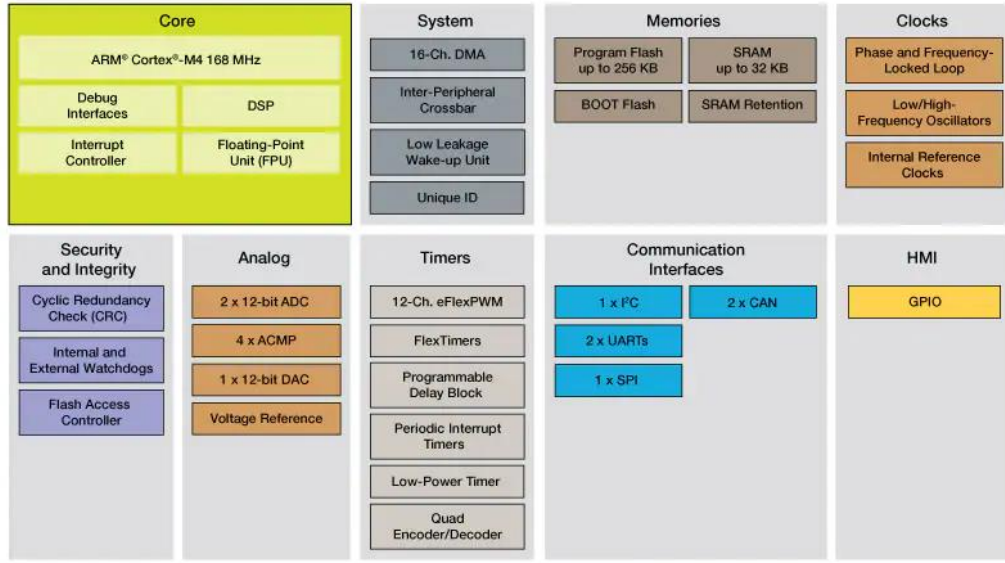 Core
ARM® Cortex®-M4 168 MHz
Debug
Interfaces
DSP
Interrupt
Controller
Floating-Point
Unit (FPU)
System
16-Ch. DMA
Inter-Peripheral
Crossbar
Low Leakage
Wake-up Unit
Unique ID
Memories
Program Flash
up to 256 KB
SRAM
up to 32 KB
BOOT Flash
SRAM Retention
Clocks
Phase and Frequency-
Locked Loop
Low/High-
Frequency Oscillators
Internal Reference
Clocks
Security
and Integrity
Cyclic Redundancy
Check (CRC)
Internal and
External Watchdogs
Flash Access
Controller
Analog
2 x 12-bit ADC
4 x ACMP
1 x 12-bit DAC
Voltage Reference
Timers
12-Ch. eFlexPWM
FlexTimers
Programmable
Delay Block
Periodic Interrupt
Timers
Low-Power Timer
Quad
Encoder/Decoder
Communication
Interfaces
1 x I²C
2 x CAN
2 x UARTs
1 x SPI
HMI
GPIO